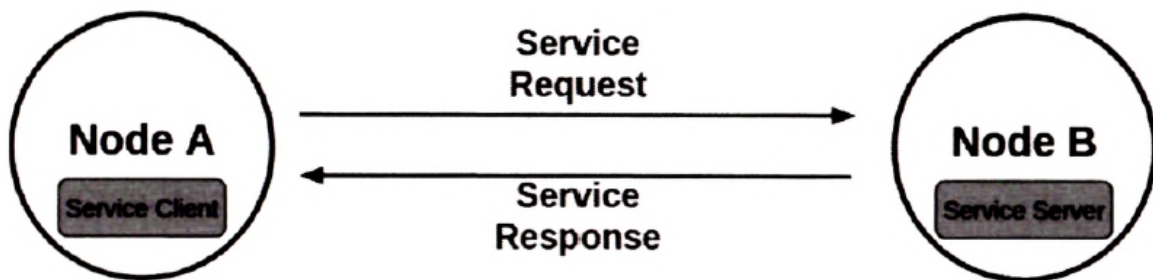 Service
Request
Node A
Service Client
Node B
Service Server
Service
Response